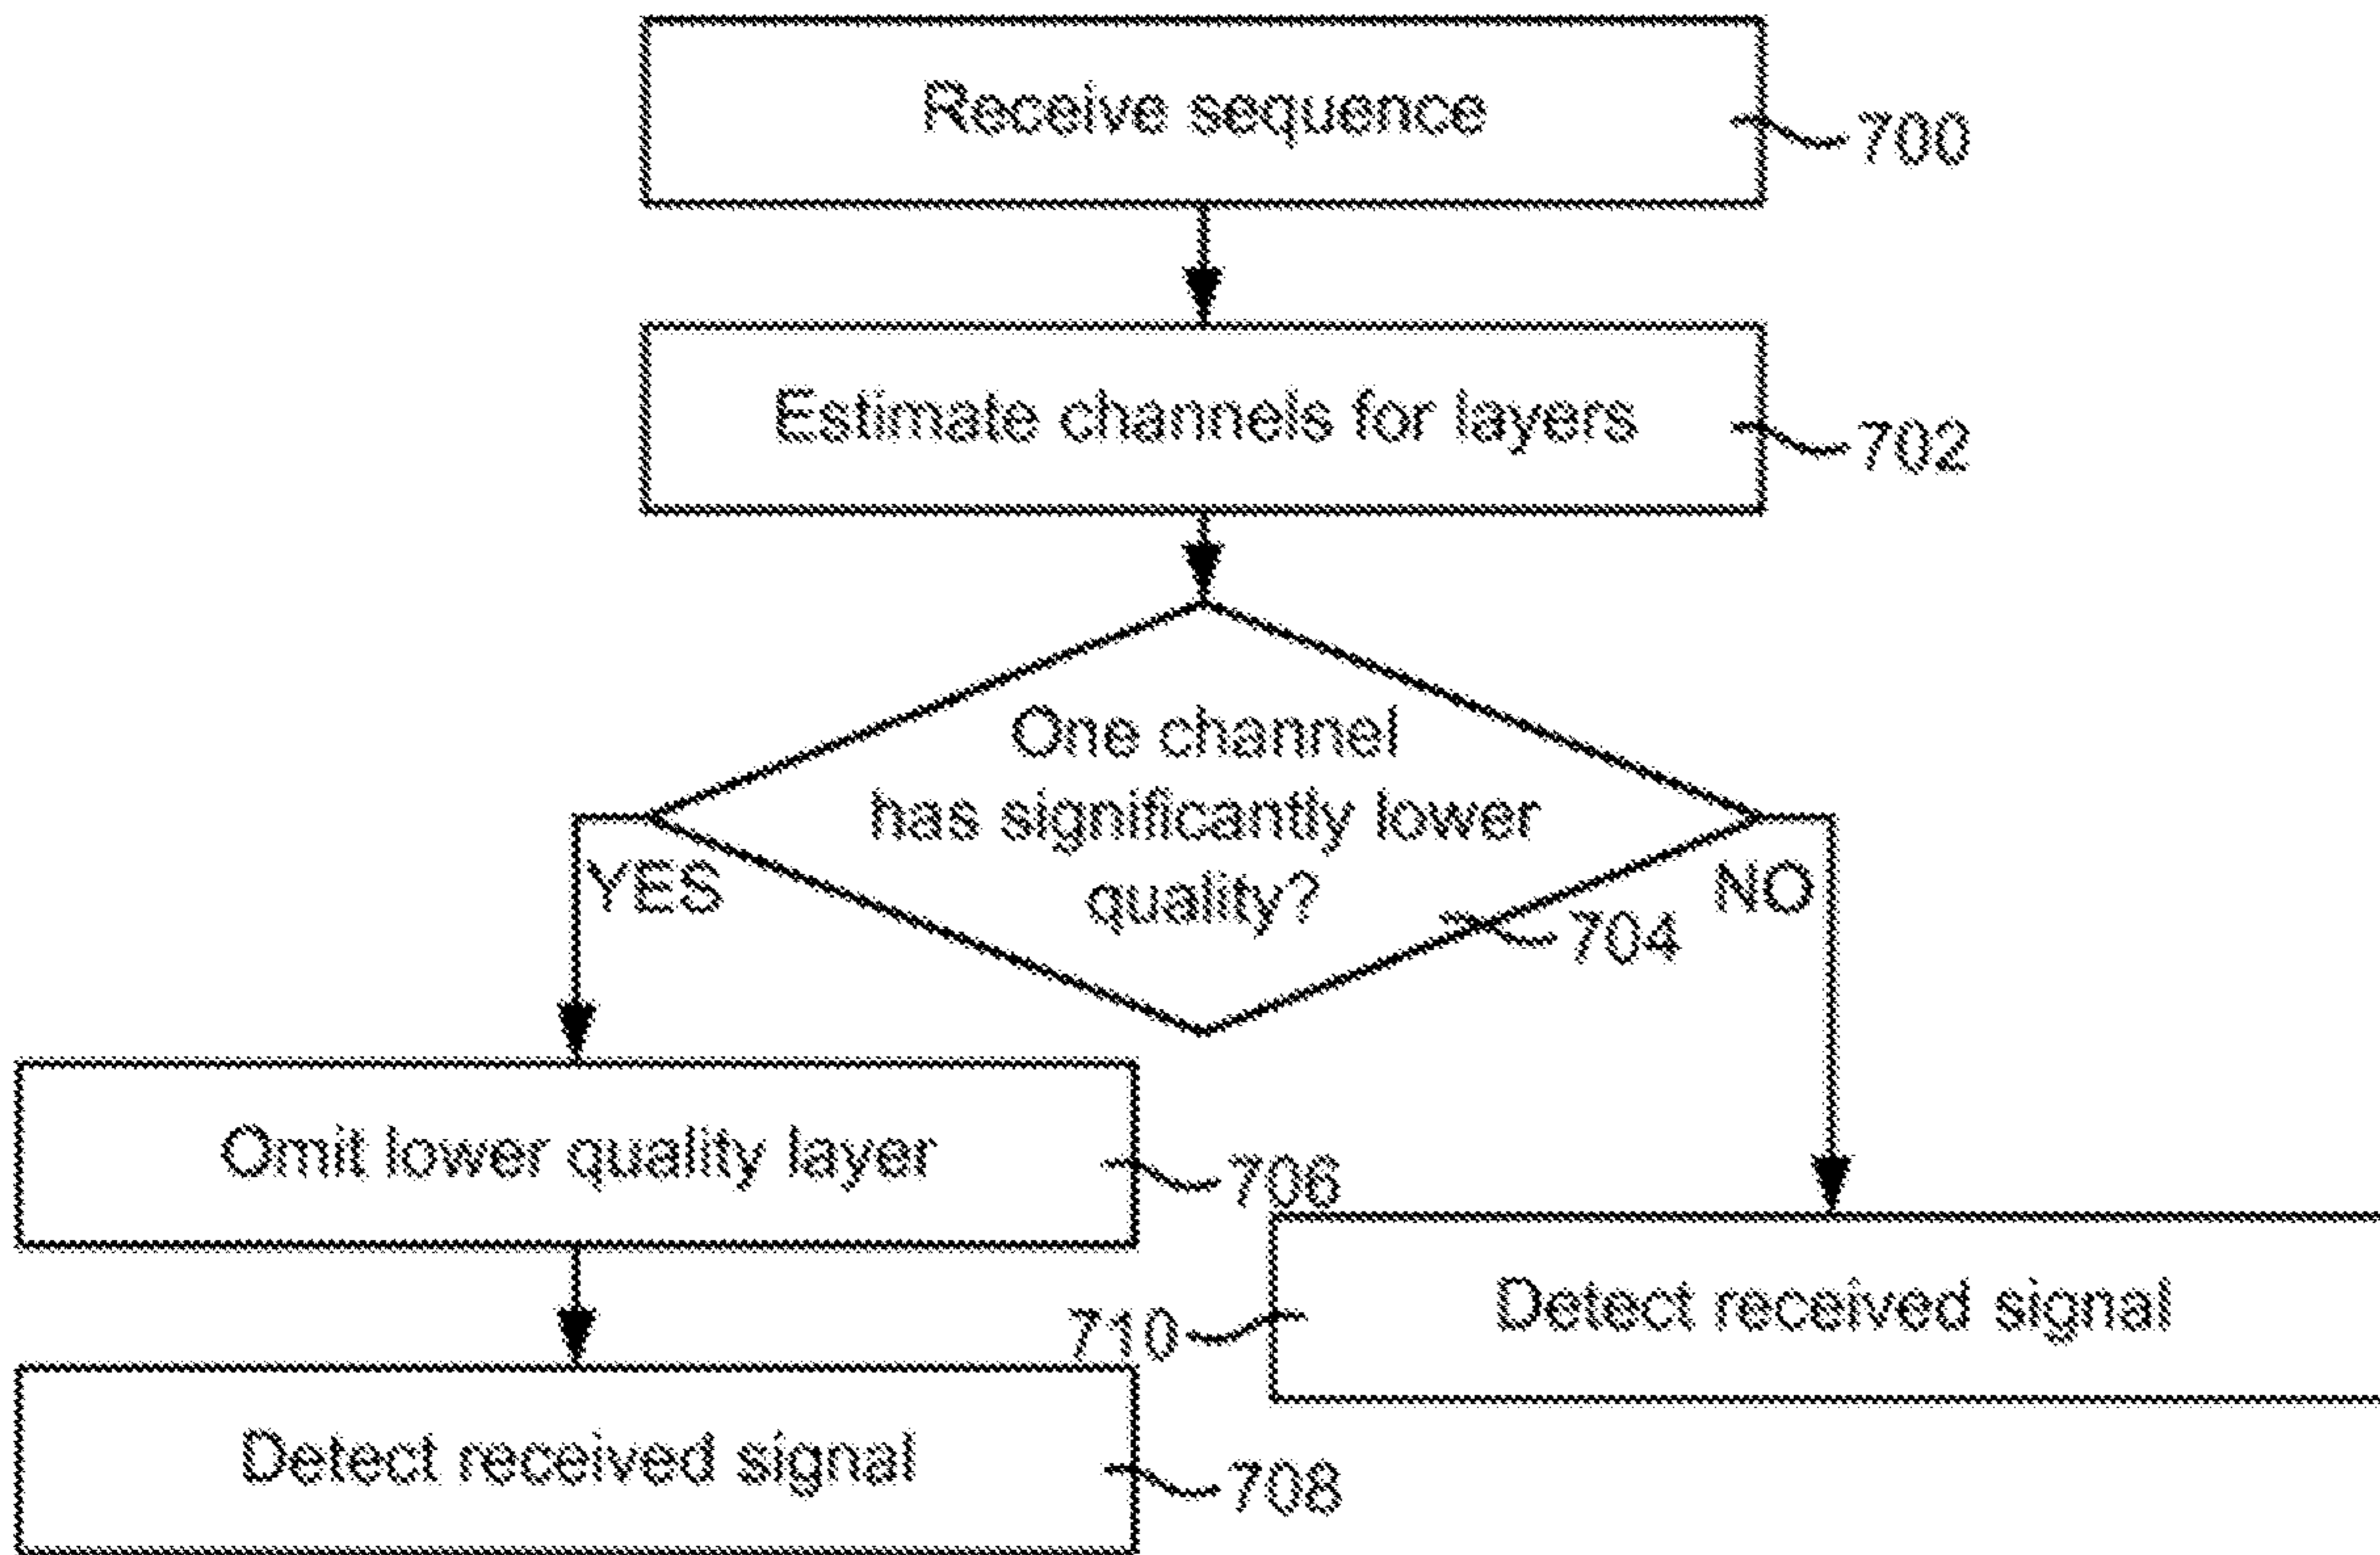 Receive sequence
700
Estimate channels for layers
702
One channel
has significantly lower
quality?
704
YES
NO
Omit lower quality layer
706
Detect received signal
710
Detect received signal
708